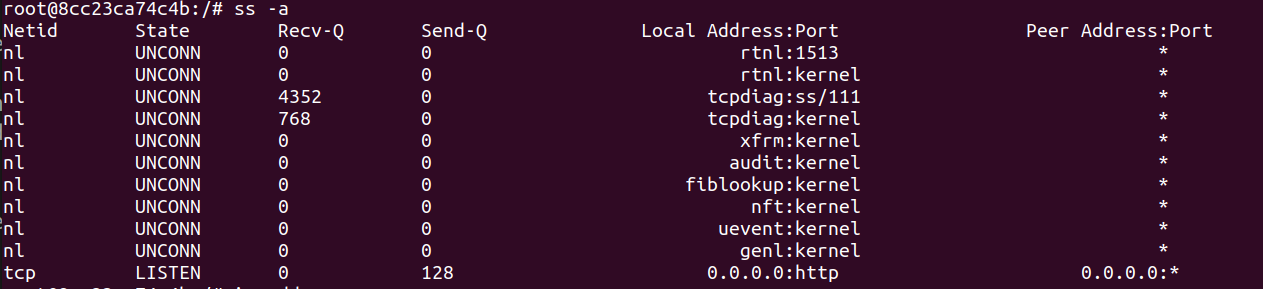 root@8cc23ca74c4b:/# ss -a
Netid State Recv-Q Send-Q Local Address:Port Peer Address:Port
nl UNCONN 0 0 rtnl:1513 *
nl UNCONN 0 0 rtnl:kernel *
nl UNCONN 4352 0 tcpdiag:ss/111 *
nl UNCONN 768 0 tcpdiag:kernel *
nl UNCONN 0 0 xfrm:kernel *
nl UNCONN 0 0 audit:kernel *
nl UNCONN 0 0 fiblookup:kernel *
nl UNCONN 0 0 nft:kernel *
nl UNCONN 0 0 uevent:kernel *
nl UNCONN 0 0 genl:kernel *
tcp LISTEN 0 128 0.0.0.0:http 0.0.0.0:*